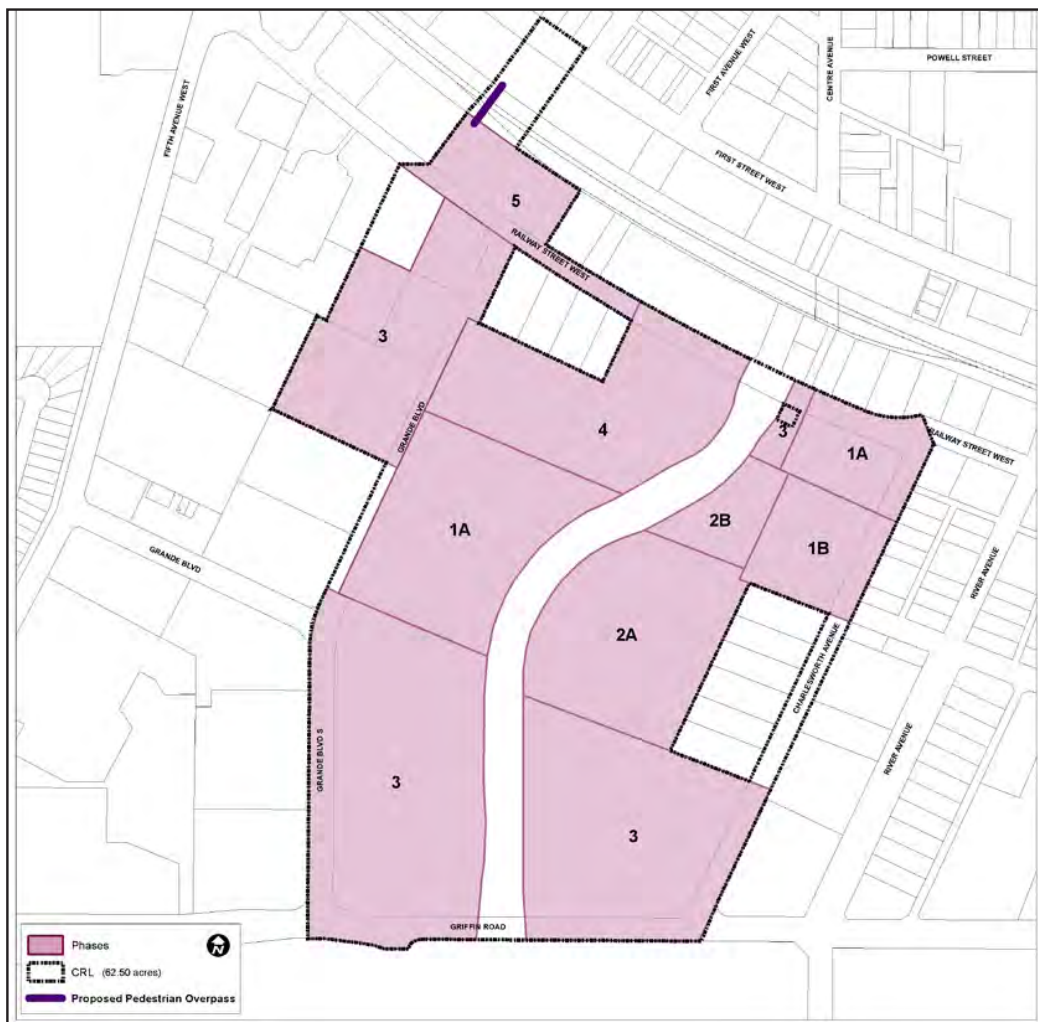 POWELL STREET
CENTRE AVENUE
FIRST AVENUE WEST
FIFTH AVENUE WEST
FIRST STREET WEST
5
RAILWAY STREET WEST
3
GRANDE BLVD
4
3
1A
RAILWAY STREET WEST
1A
2B
1B
GRANDE BLVD
RIVER AVENUE
2A
CHARLESWORTH AVENUE
RIVER AVENUE
GRANDE BLVD S
3
3
GRIFFIN ROAD
Phases
N
CRL (62.50 acres)
Proposed Pedestrian Overpass